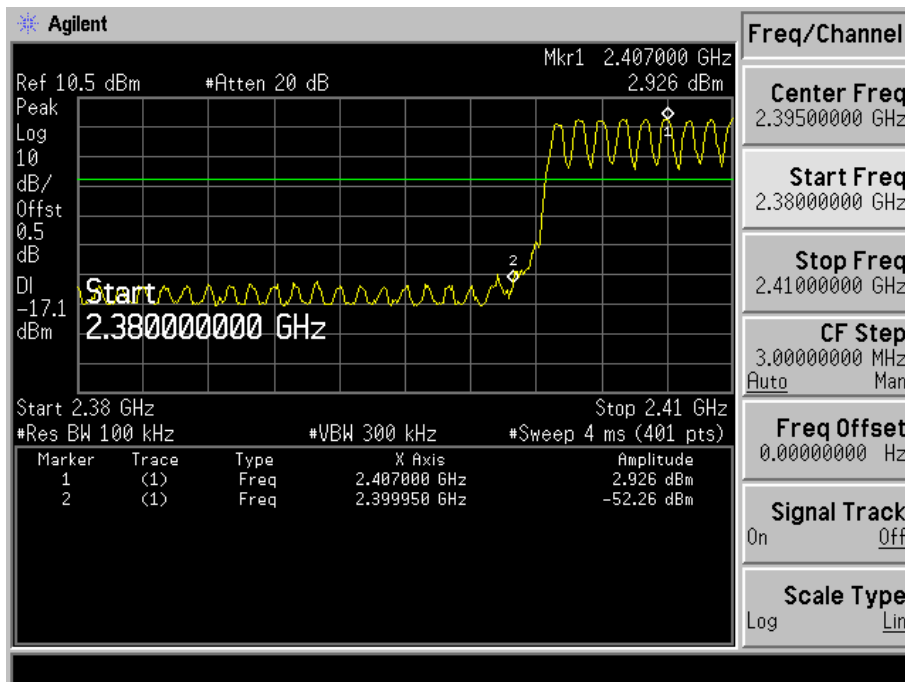 Agilent
Freq/Channel
Mkr1 2.407000 GHz
Ref 10.5 dBm #Atten 20 dB 2.926 dBm
Peak
Log
10
dB/
Offst
0.5
dB
DI
-17.1
dBm
1
2
Start
2.380000000 GHz
Start 2.38 GHz Stop 2.41 GHz
#Res BW 100 kHz #VBW 300 kHz #Sweep 4 ms (401 pts)
Marker Trace Type X Axis Amplitude
1 (1) Freq 2.407000 GHz 2.926 dBm
2 (1) Freq 2.399950 GHz -52.26 dBm
Center Freq
2.39500000 GHz
Start Freq
2.38000000 GHz
Stop Freq
2.41000000 GHz
CF Step
3.00000000 MHz
Auto Man
Freq Offset
0.00000000 Hz
Signal Track
On Off
Scale Type
Log Lin